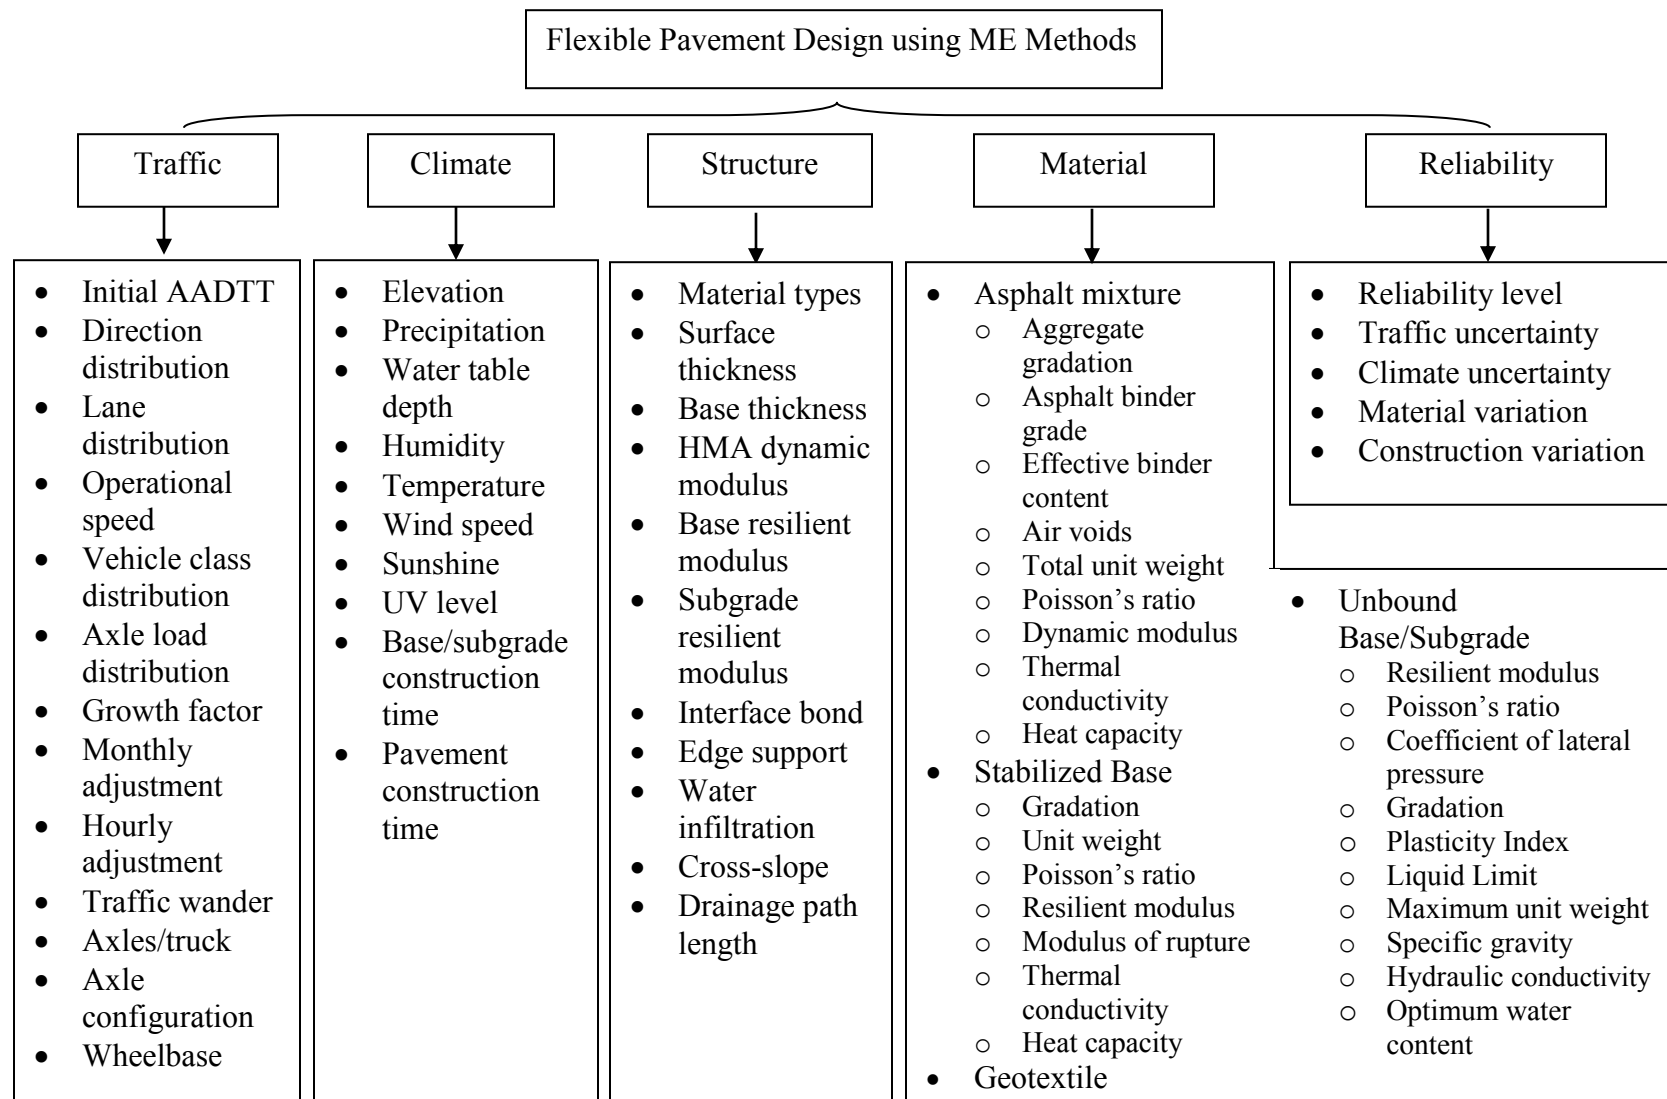 Flexible Pavement Design using ME Methods
Traffic
Climate
Structure
Material
Reliability
• Initial AADTT
• Direction
distribution
• Lane
distribution
• Operational
speed
• Vehicle class
distribution
• Axle load
distribution
• Growth factor
• Monthly
adjustment
• Hourly
adjustment
• Traffic wander
• Axles/truck
• Axle
configuration
• Wheelbase
• Elevation
• Precipitation
• Water table
depth
• Humidity
• Temperature
• Wind speed
• Sunshine
• UV level
• Base/subgrade
construction
time
• Pavement
construction
time
• Material types
• Surface
thickness
• Base thickness
• HMA dynamic
modulus
• Base resilient
modulus
• Subgrade
resilient
modulus
• Interface bond
• Edge support
• Water
infiltration
• Cross-slope
• Drainage path
length
• Asphalt mixture
o Aggregate
gradation
o Asphalt binder
grade
o Effective binder
content
o Air voids
o Total unit weight
o Poisson’s ratio
o Dynamic modulus
o Thermal
conductivity
o Heat capacity
• Stabilized Base
o Gradation
o Unit weight
o Poisson’s ratio
o Resilient modulus
o Modulus of rupture
o Thermal
conductivity
o Heat capacity
• Geotextile
• Unbound
Base/Subgrade
o Resilient modulus
o Poisson’s ratio
o Coefficient of lateral
pressure
o Gradation
o Plasticity Index
o Liquid Limit
o Maximum unit weight
o Specific gravity
o Hydraulic conductivity
o Optimum water
content
• Reliability level
• Traffic uncertainty
• Climate uncertainty
• Material variation
• Construction variation